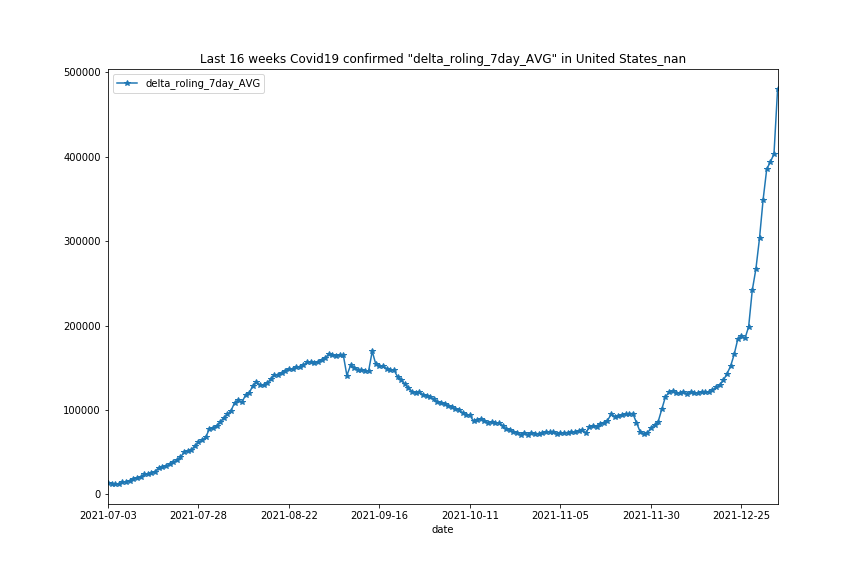 Last 16 weeks Covid19 confirmed "delta_roling_7day_AVG" in United States_nan
delta_roling_7day_AVG
500000
400000
300000
200000
100000
0
2021-07-03 2021-07-28 2021-08-22 2021-09-16 2021-10-11 2021-11-05 2021-11-30 2021-12-25
date